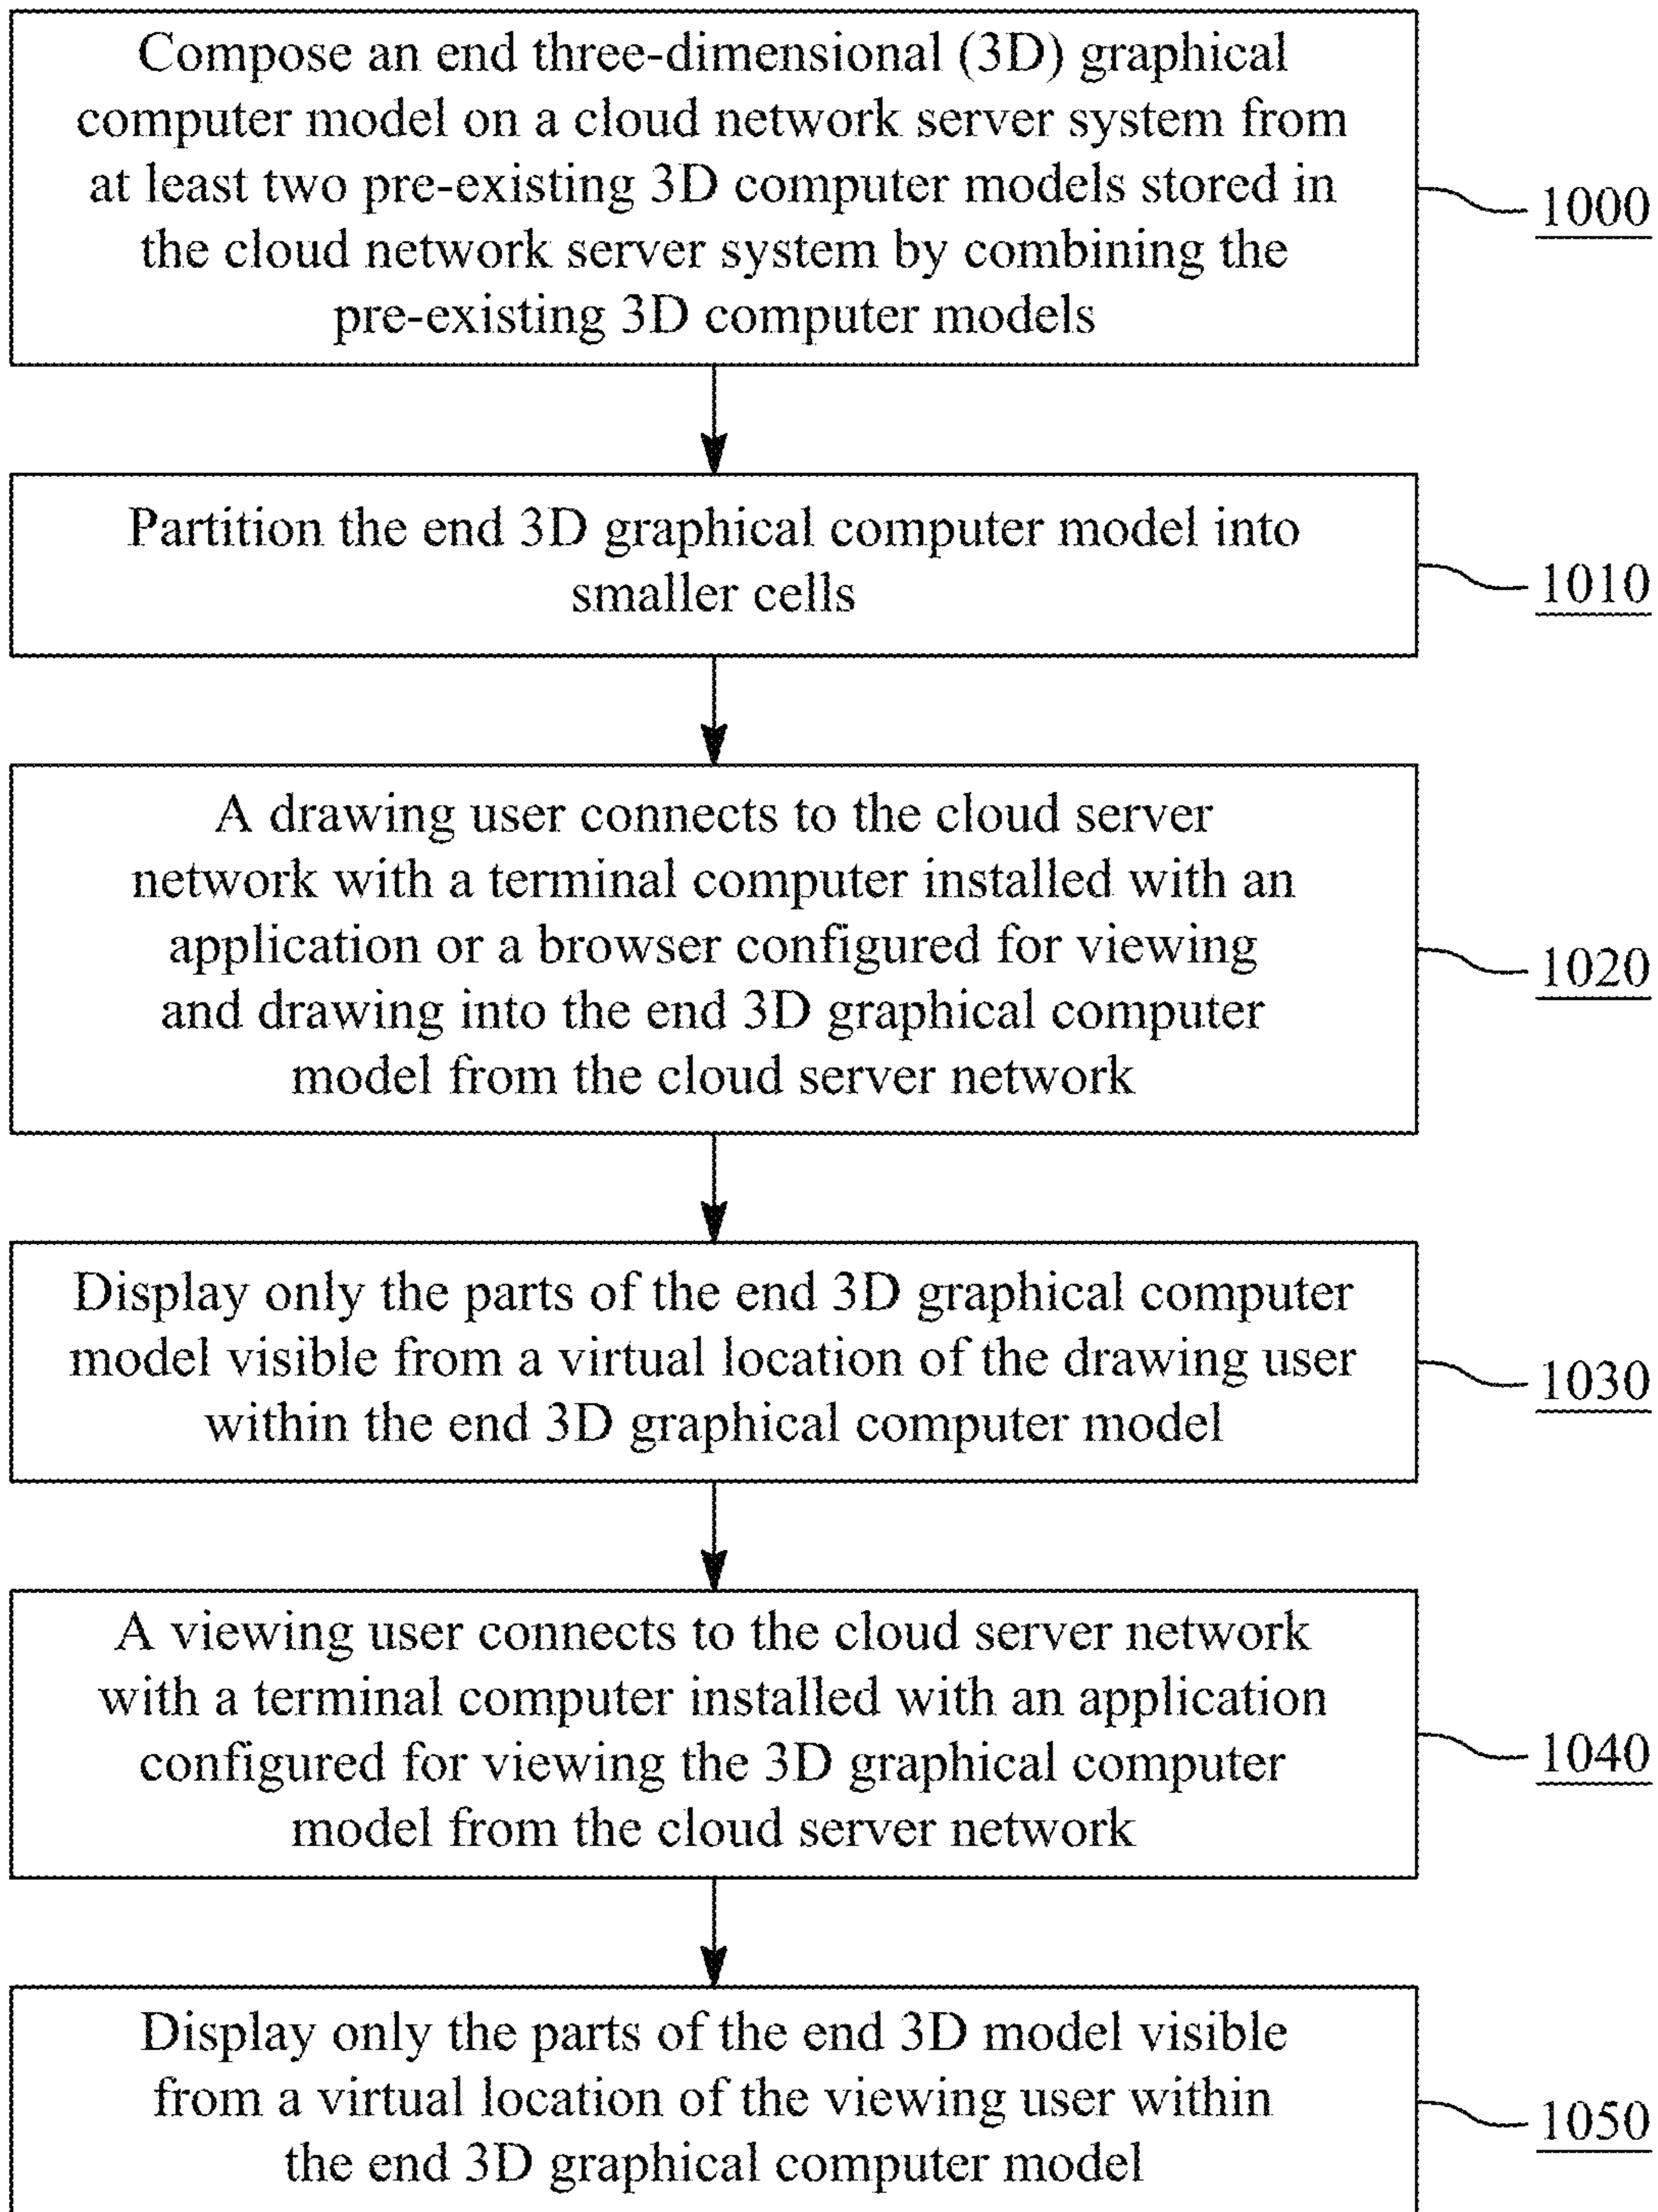 Compose an end three-dimensional (3D) graphical
computer model on a cloud network server system from
at least two pre-existing 3D computer models stored in
the cloud network server system by combining the
pre-existing 3D computer models
1000
Partition the end 3D graphical computer model into
smaller cells
1010
A drawing user connects to the cloud server
network with a terminal computer installed with an
application or a browser configured for viewing
and drawing into the end 3D graphical computer
model from the cloud server network
1020
Display only the parts of the end 3D graphical computer
model visible from a virtual location of the drawing user
within the end 3D graphical computer model
1030
A viewing user connects to the cloud server network
with a terminal computer installed with an application
configured for viewing the 3D graphical computer
model from the cloud server network
1040
Display only the parts of the end 3D model visible
from a virtual location of the viewing user within
the end 3D graphical computer model
1050